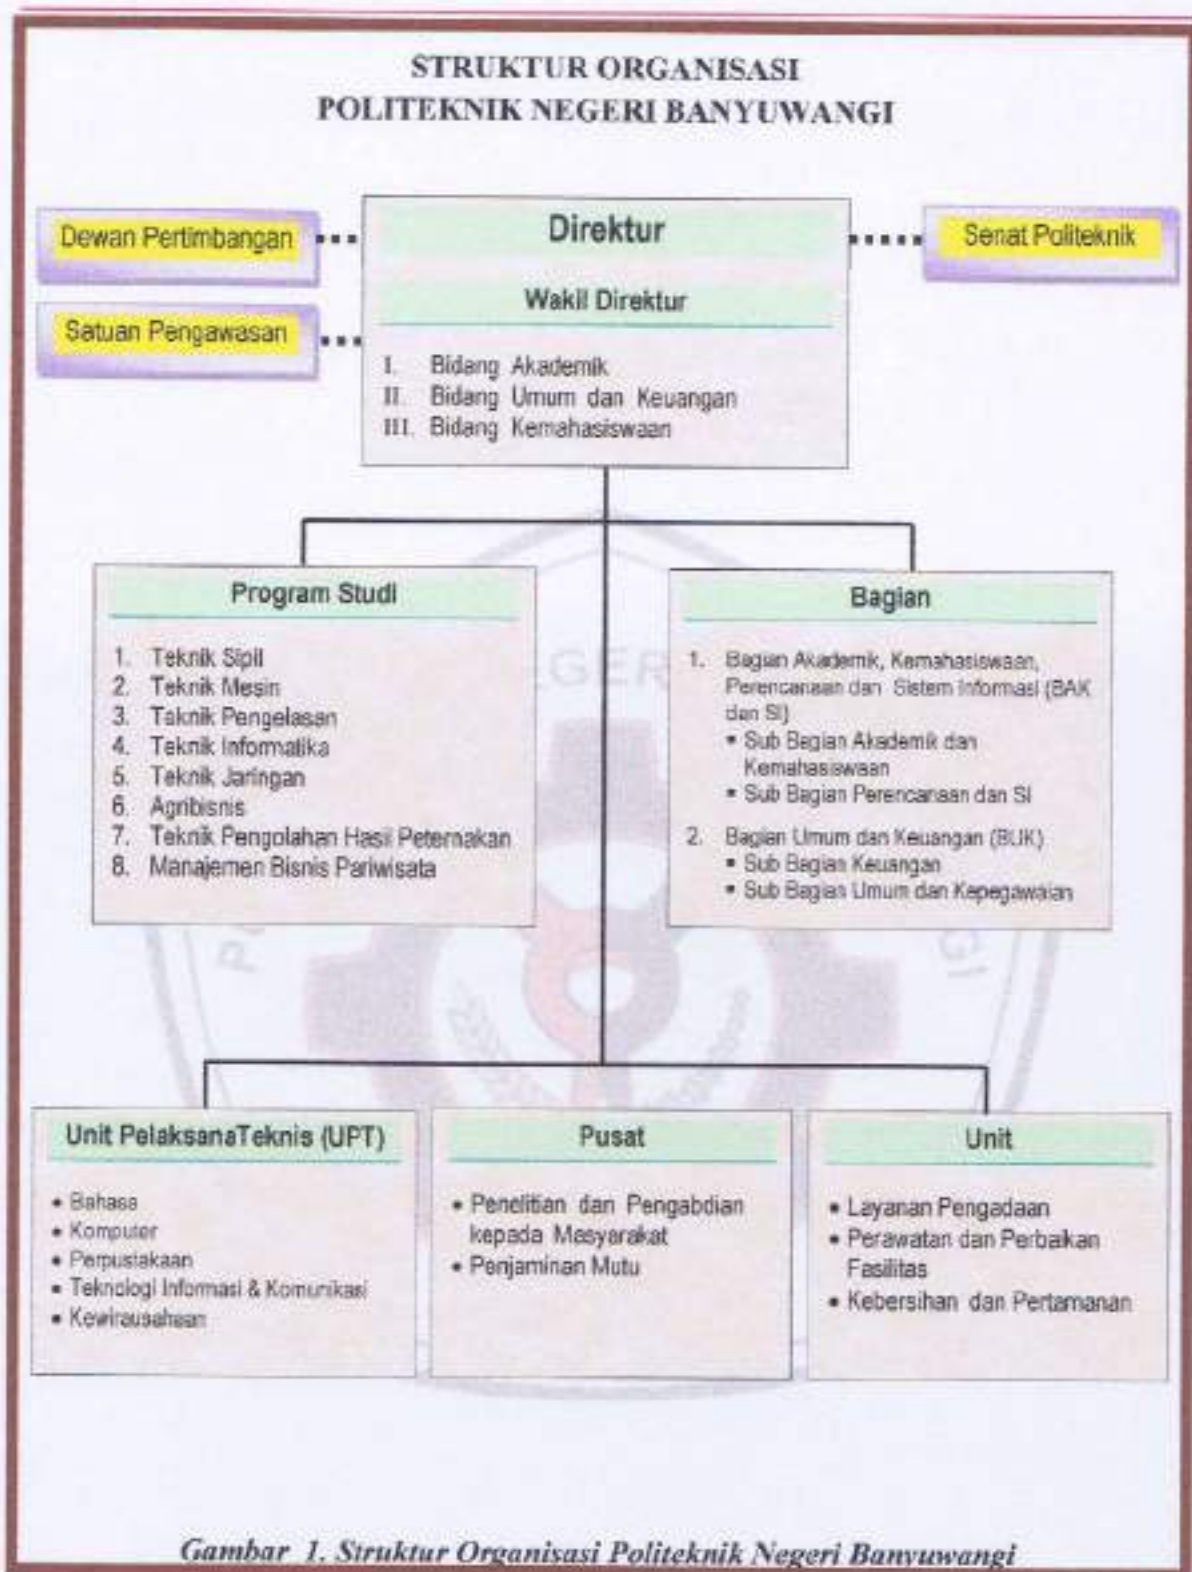 STRUKTUR ORGANISASI
POLITEKNIK NEGERI BANYUWANGI
Dewan Pertimbangan
Direktur
Senat Politeknik
Satuan Pengawasan
Wakil Direktur
I. Bidang Akademik
II. Bidang Umum dan Keuangan
III. Bidang Kemahasiswaan
Program Studi
1. Teknik Sipil
2. Teknik Mesin
3. Taknik Pengelasan
4. Teknik Informatika
5. Teknik Jaringan
6. Agribisnis
7. Teknik Pengolahan Hasil Peternakan
8. Manajemen Bisnis Pariwisata
Bagian
1. Bagian Akademik, Kemahasiswaan,
Perencanaan dan Sistem Informasi (BAK
dan SI)
▪ Sub Bagian Akademik dan
Kemahasiswaan
▪ Sub Bagian Perencanaan dan SI
2. Bagian Umum dan Keuangan (BUK)
▪ Sub Bagian Keuangan
▪ Sub Bagian Umum dan Kepegawaian
Unit PelaksanaTeknis (UPT)
• Bahasa
• Komputer
• Perpustakaan
• Teknologi Informasi & Komunikasi
• Kewirausahaan
Pusat
• Penelitian dan Pengabdian
kepada Masyarakat
• Penjaminan Mutu
Unit
• Layanan Pengadaan
• Perawatan dan Perbaikan
Fasilitas
• Kebersihan dan Pertamanan
Gambar 1. Struktur Organisasi Politeknik Negeri Banyuwangi